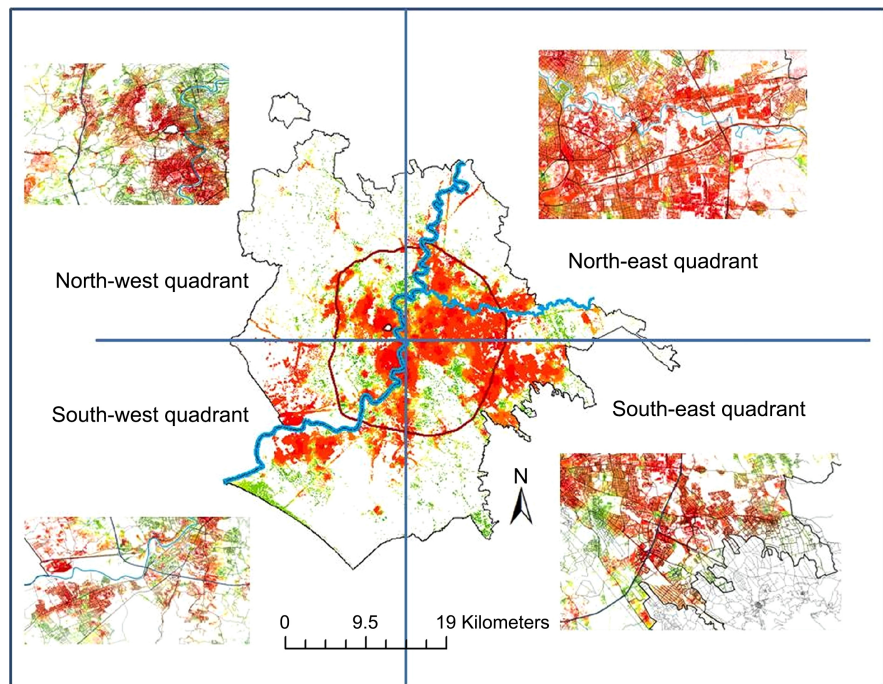 North-west quadrant
North-east quadrant
South-west quadrant
South-east quadrant
N
0 9.5 19 Kilometers